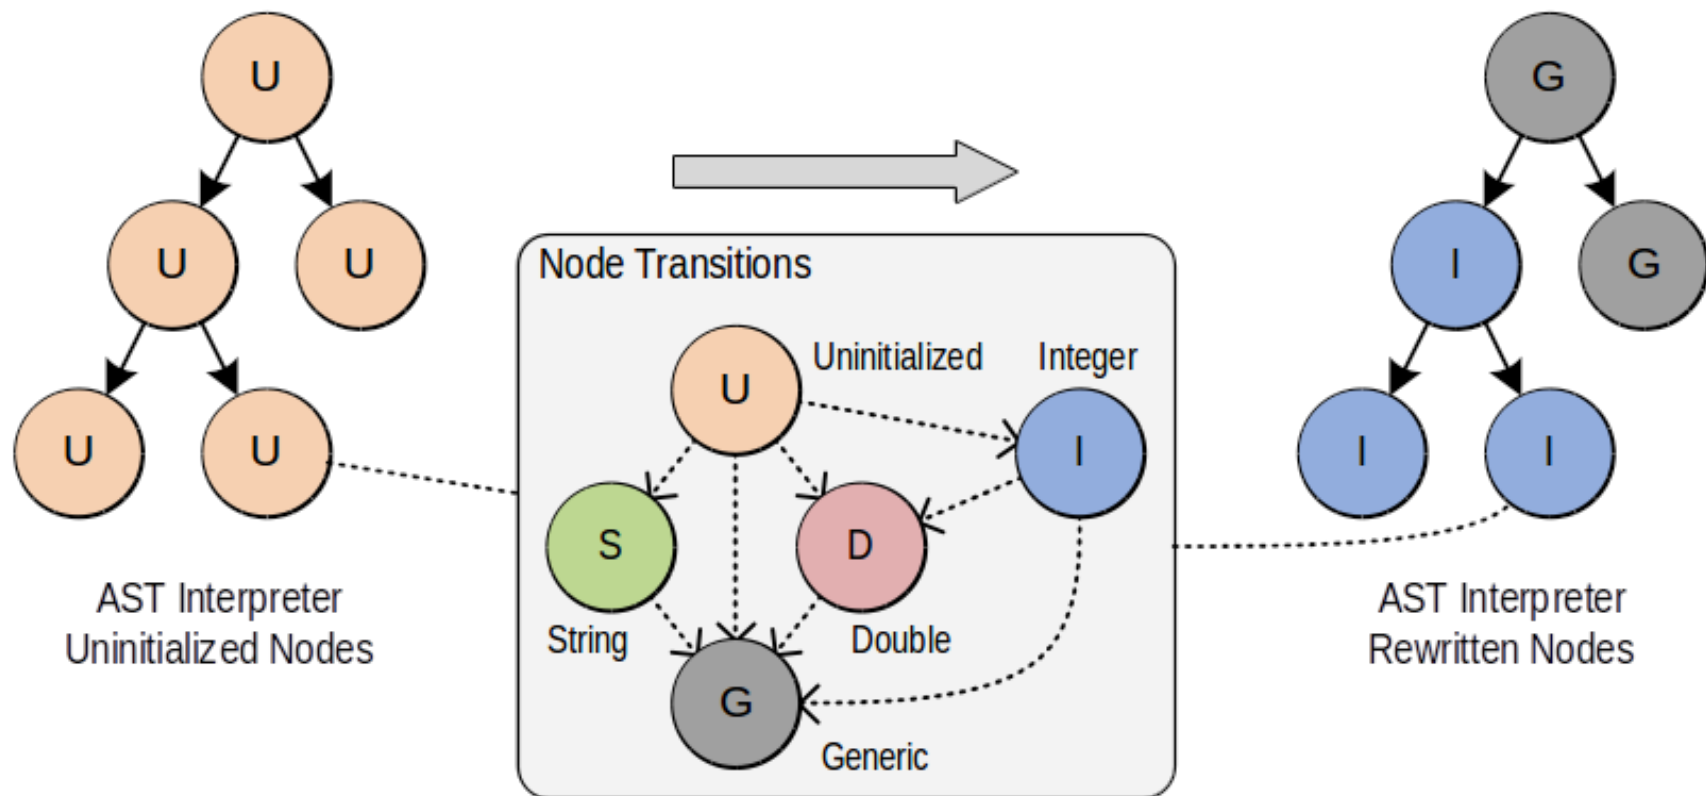 U
U
U
U
U
AST Interpreter
Uninitialized Nodes
Node Transitions
Uninitialized
Integer
U
I
S
D
String
Double
G
Generic
G
I
G
I
I
AST Interpreter
Rewritten Nodes